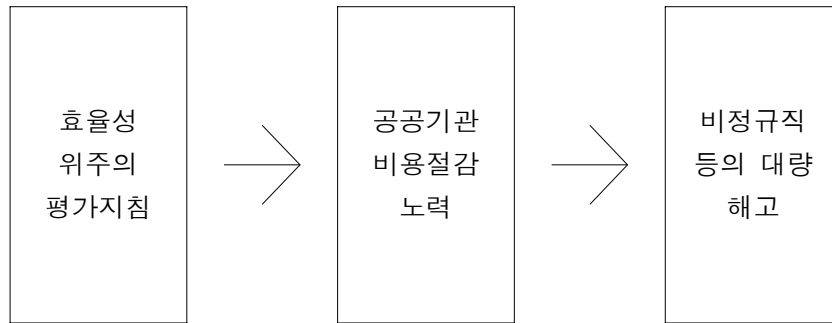 효율성
위주의
평가지침
공공기관
비용절감
노력
비정규직
등의 대량
해고